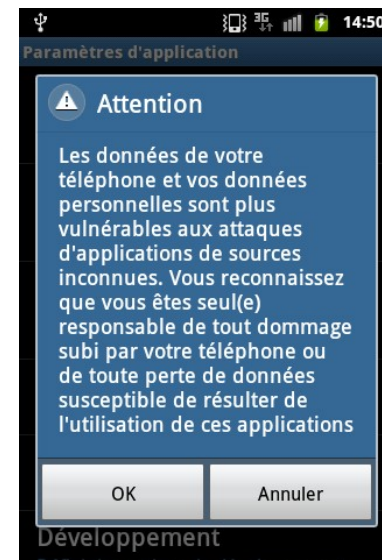 3G 14:50
Paramètres d'application
Attention
Les données de votre
téléphone et vos données
personnelles sont plus
vulnérables aux attaques
d'applications de sources
inconnues. Vous reconnaissez
que vous êtes seul(e)
responsable de tout dommage
subi par votre téléphone ou
de toute perte de données
susceptible de résulter de
l'utilisation de ces applications
OK Annuler
Développement